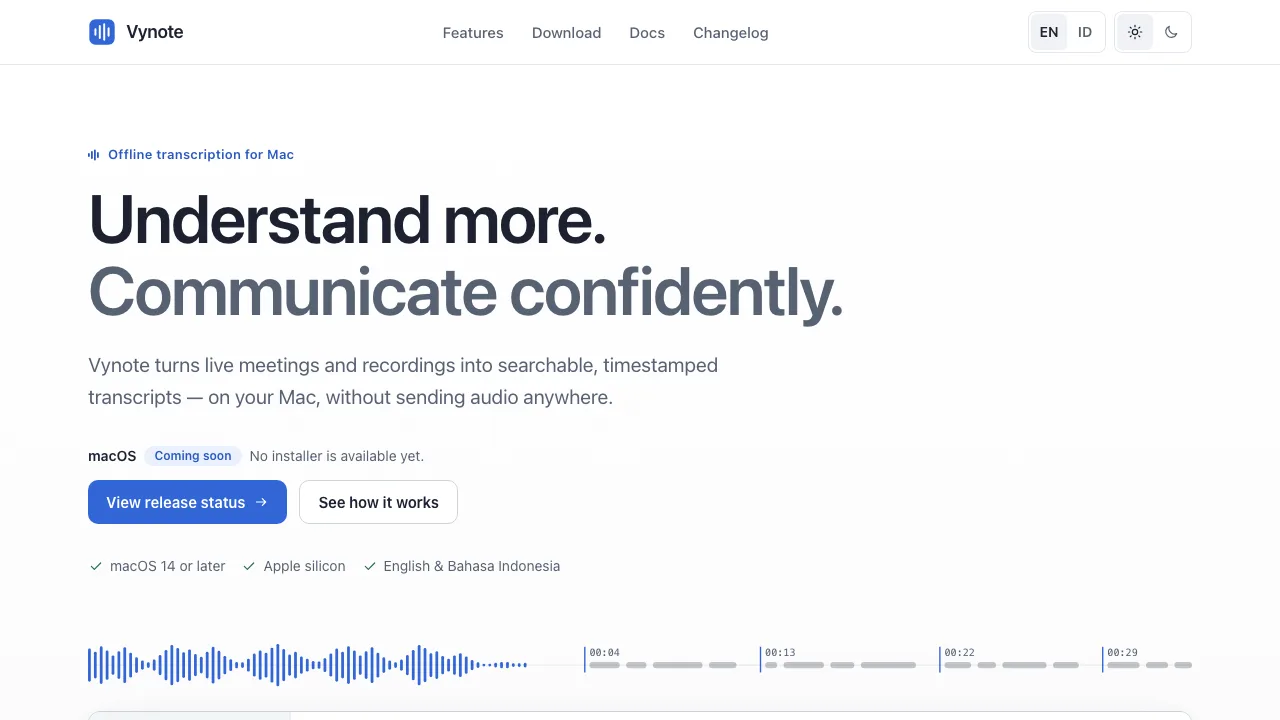 Vynote
Features Download Docs Changelog
EN ID
Offline transcription for Mac
Understand more.
Communicate confidently.
Vynote turns live meetings and recordings into searchable, timestamped
transcripts — on your Mac, without sending audio anywhere.
macOS Coming soon No installer is available yet.
View release status → See how it works
macOS 14 or later Apple silicon English & Bahasa Indonesia
00:04 00:13 00:22 00:29